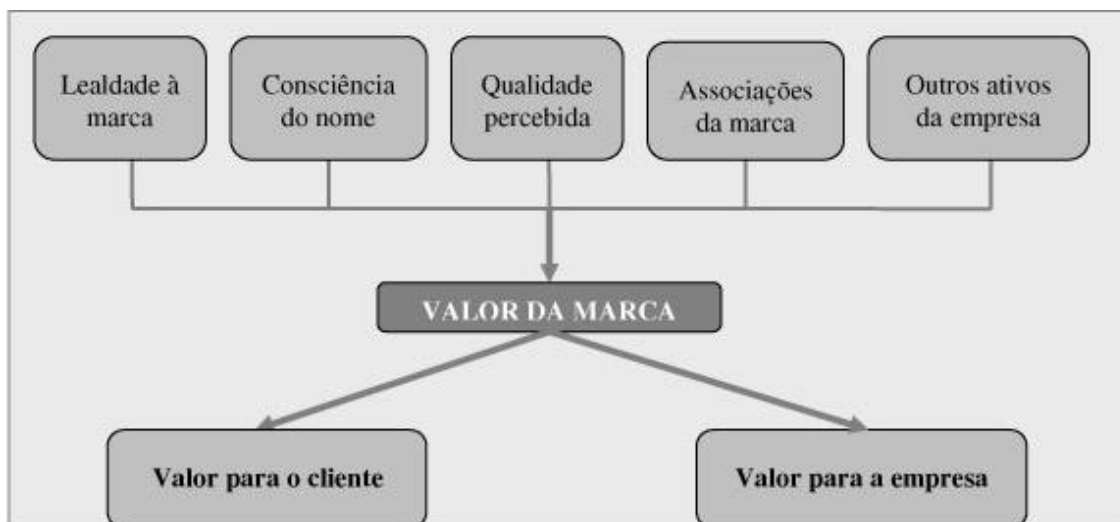 Lealdade à
marca
Consciência
do nome
Qualidade
percebida
Associações
da marca
Outros ativos
da empresa
VALOR DA MARCA
Valor para o cliente
Valor para a empresa